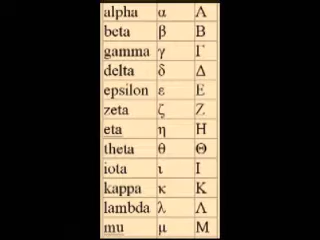 alpha α Λ
beta β Β
gamma γ Γ
delta δ Δ
epsilon ε Ε
zeta ζ Ζ
eta η Η
theta θ Θ
iota ι Ι
kappa κ Κ
lambda λ Λ
mu μ Μ